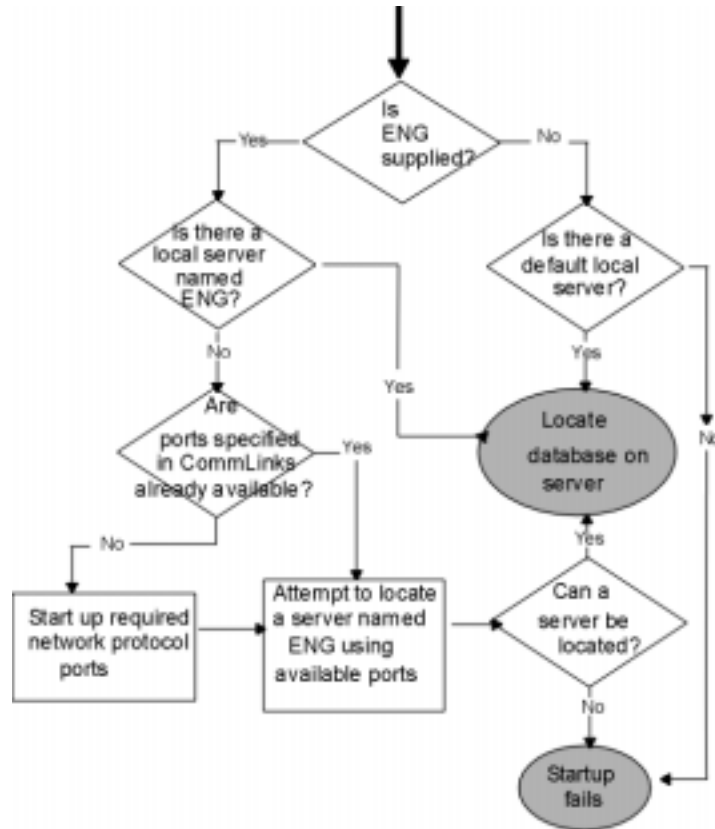 Is
ENG
supplied?
Yes
No
Is there a
local server
named
ENG?
Is there a
default local
server?
No
Yes
Yes
Are
ports specified
in CommLinks
already available?
Yes
Locate
database on
server
No
No
Yes
Start up required
network protocol
ports
Attempt to locate
a server named
ENG using
available ports
Can a
server be
located?
No
Startup
fails